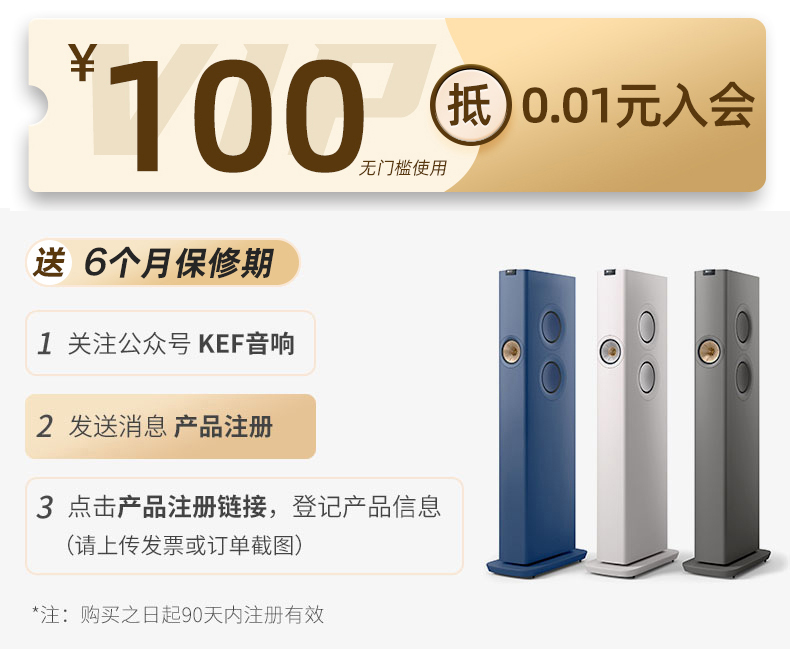 VIP
¥100
无门槛使用
抵
0.01元入会
送 6个月保修期
1 关注公众号 KEF音响
2 发送消息 产品注册
3 点击产品注册链接，登记产品信息
（请上传发票或订单截图）
*注：购买之日起90天内注册有效